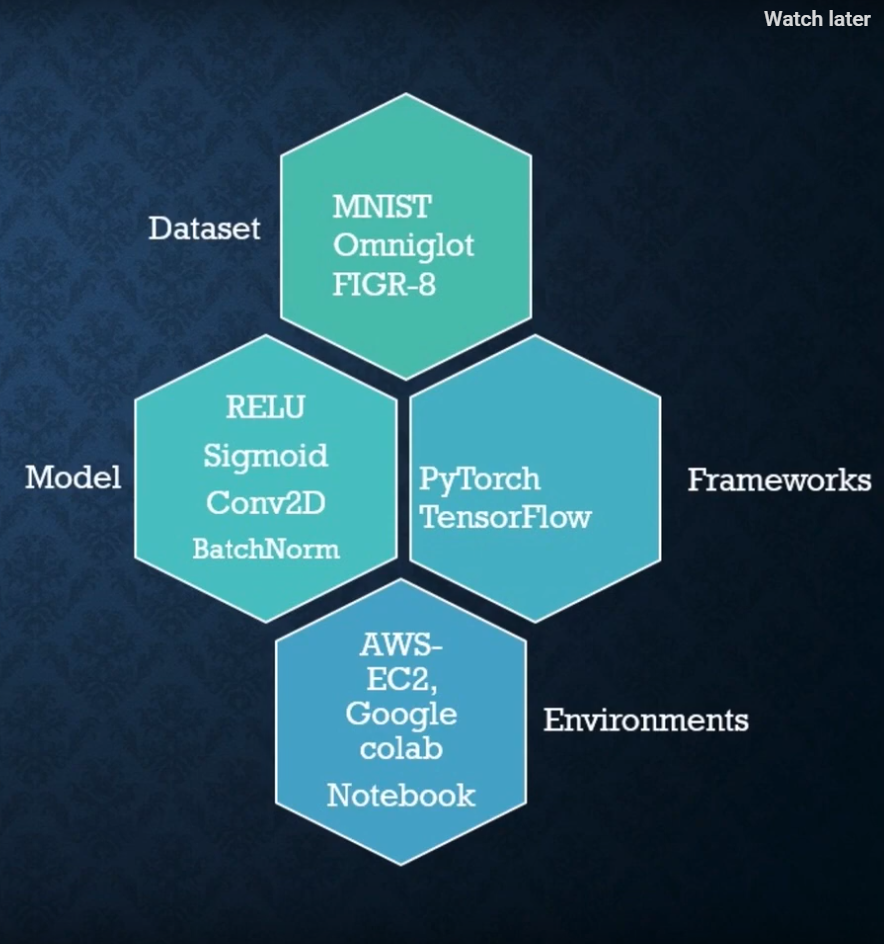 Watch later
MNIST
Omniglot
FIGR-8
Dataset
RELU
Sigmoid
Conv2D
BatchNorm
Model
PyTorch
TensorFlow
Frameworks
AWS-
EC2,
Google
colab
Notebook
Environments